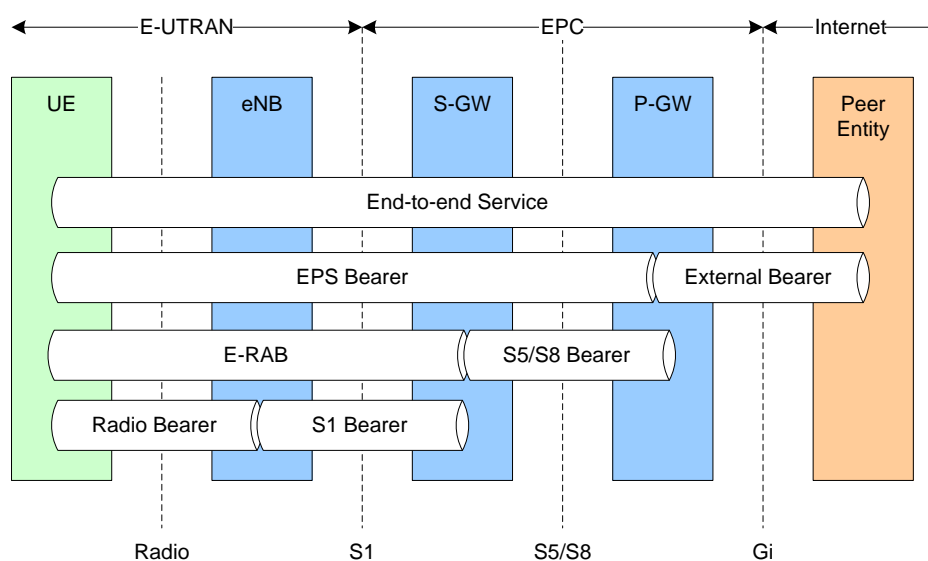 E-UTRAN EPC Internet
UE eNB S-GW P-GW Peer
Entity
End-to-end Service
EPS Bearer External Bearer
E-RAB S5/S8 Bearer
Radio Bearer S1 Bearer
Radio S1 S5/S8 Gi